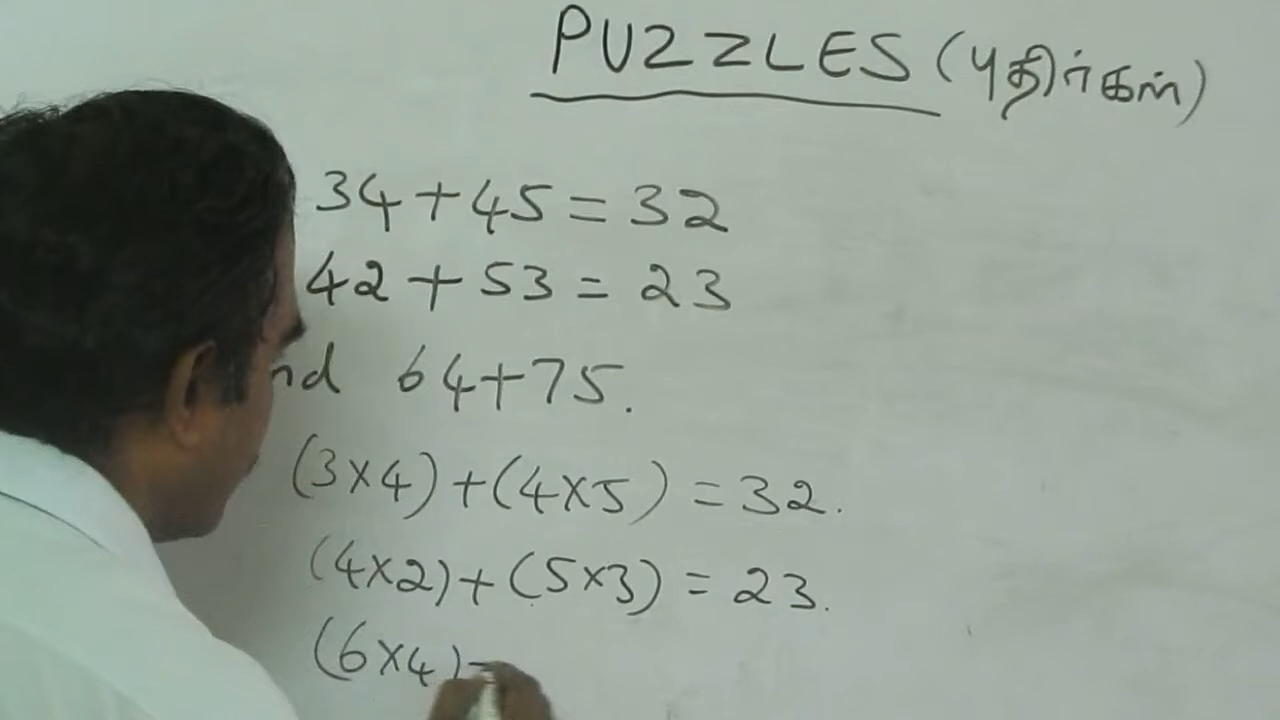 PUZZLES (புதிர்கள்)
34+45=32
42+53=23
nd 64+75.
(3×4)+(4×5)=32.
(4×2)+(5×3)=23.
(6×4)